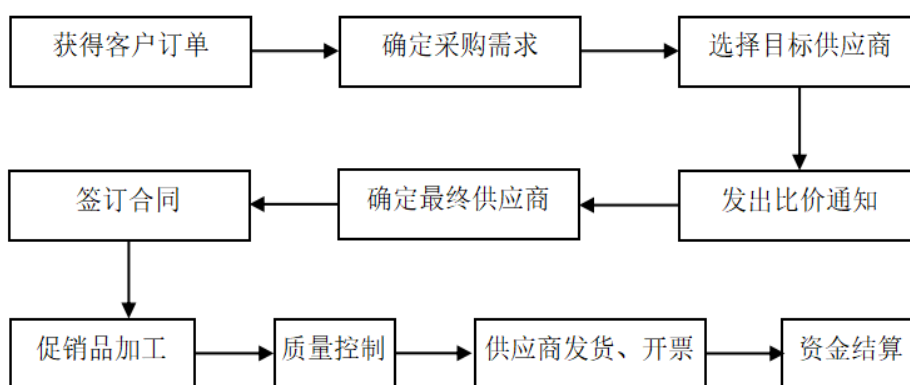 获得客户订单
确定采购需求
选择目标供应商
发出比价通知
确定最终供应商
签订合同
促销品加工
质量控制
供应商发货、开票
资金结算